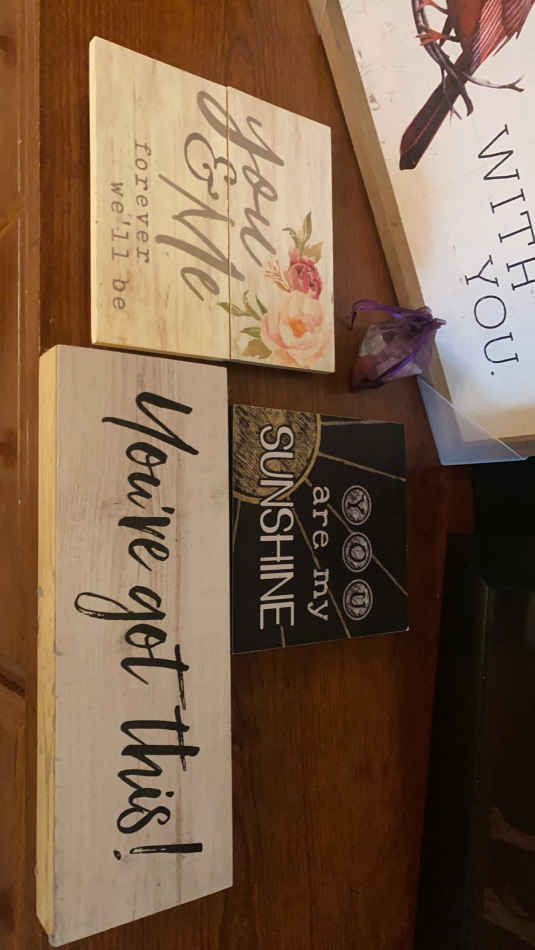 WITH
YOU.
You
& Me
forever
we'll be
YOU
are my
SUNSHINE
You've got this!